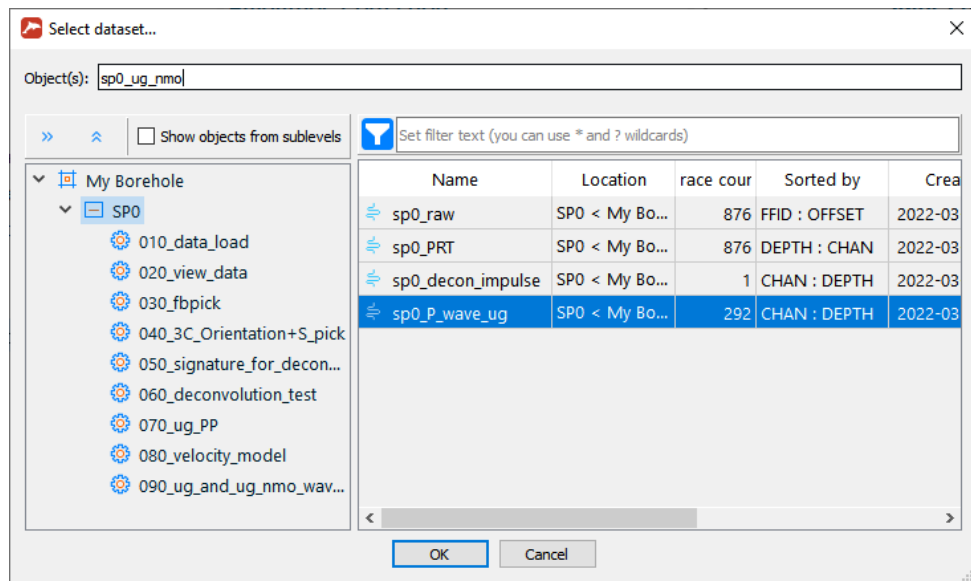 Select dataset...
Object(s): sp0_ug_nmo
Show objects from sublevels
Set filter text (you can use * and ? wildcards)
My Borehole
SP0
010_data_load
020_view_data
030_fbpick
040_3C_Orientation+S_pick
050_signature_for_decon...
060_deconvolution_test
070_ug_PP
080_velocity_model
090_ug_and_ug_nmo_wav...
Name Location race cour Sorted by Crea
sp0_raw SP0 < My Bo... 876 FFID : OFFSET 2022-03
sp0_PRT SP0 < My Bo... 876 DEPTH : CHAN 2022-03
sp0_decon_impulse SP0 < My Bo... 1 CHAN : DEPTH 2022-03
sp0_P_wave_ug SP0 < My Bo... 292 CHAN : DEPTH 2022-03
OK Cancel